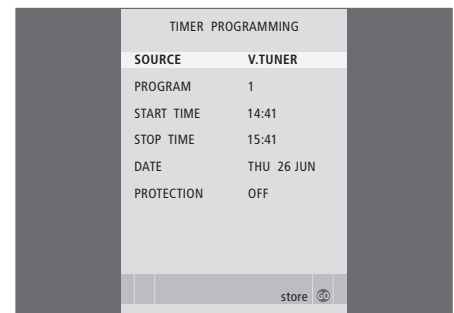 TIMER PROGRAMMING
SOURCE V.TUNER
PROGRAM 1
START TIME 14:41
STOP TIME 15:41
DATE THU 26 JUN
PROTECTION OFF
store GO